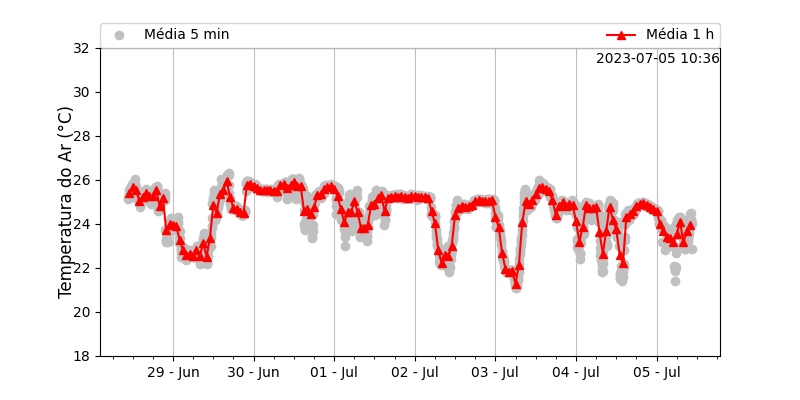 Média 5 min
Média 1 h
2023-07-05 10:36
Temperatura do Ar (°C)
32
30
28
26
24
22
20
18
29 - Jun
30 - Jun
01 - Jul
02 - Jul
03 - Jul
04 - Jul
05 - Jul